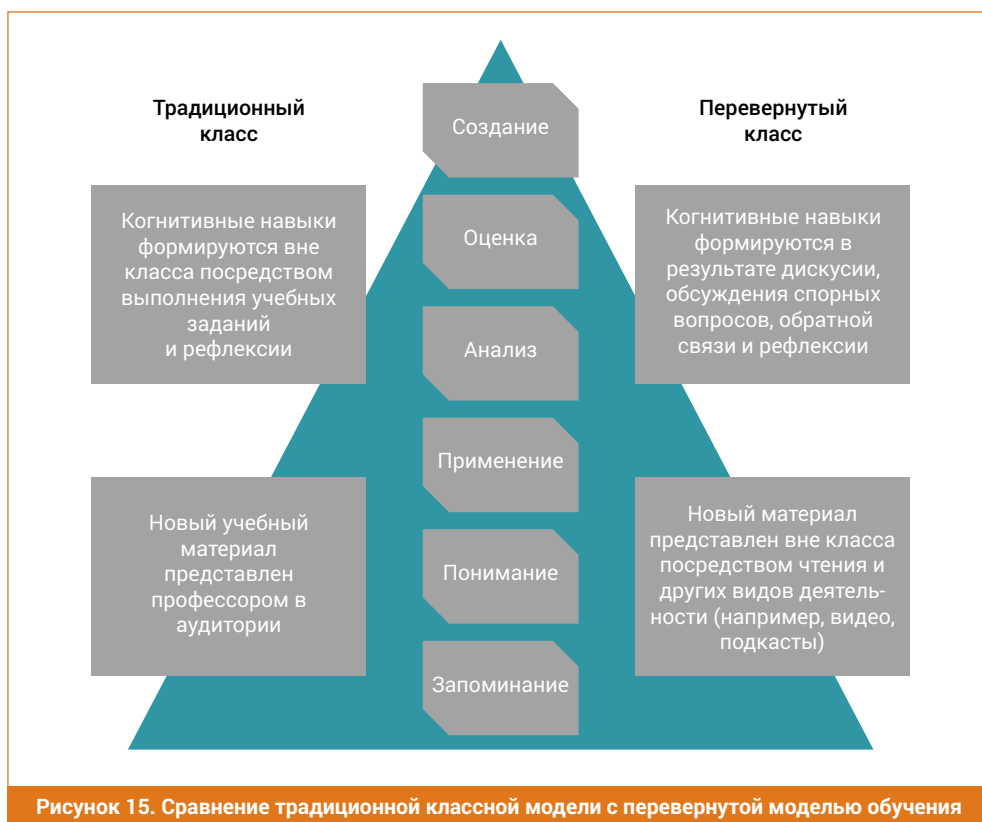 Традиционный
класс
Перевернутый
класс
Создание
Когнитивные навыки
формируются вне
класса посредством
выполнения учебных
заданий
и рефлексии
Оценка
Анализ
Когнитивные навыки
формируются в
результате дискусии,
обсуждения спорных
вопросов, обратной
связи и рефлексии
Применение
Новый учебный
материал
представлен
профессором в
аудитории
Понимание
Запоминание
Новый материал
представлен вне класса
посредством чтения и
других видов деятель-
ности (например, видео,
подкасты)
Рисунок 15. Сравнение традиционной классной модели с перевернутой моделью обучения